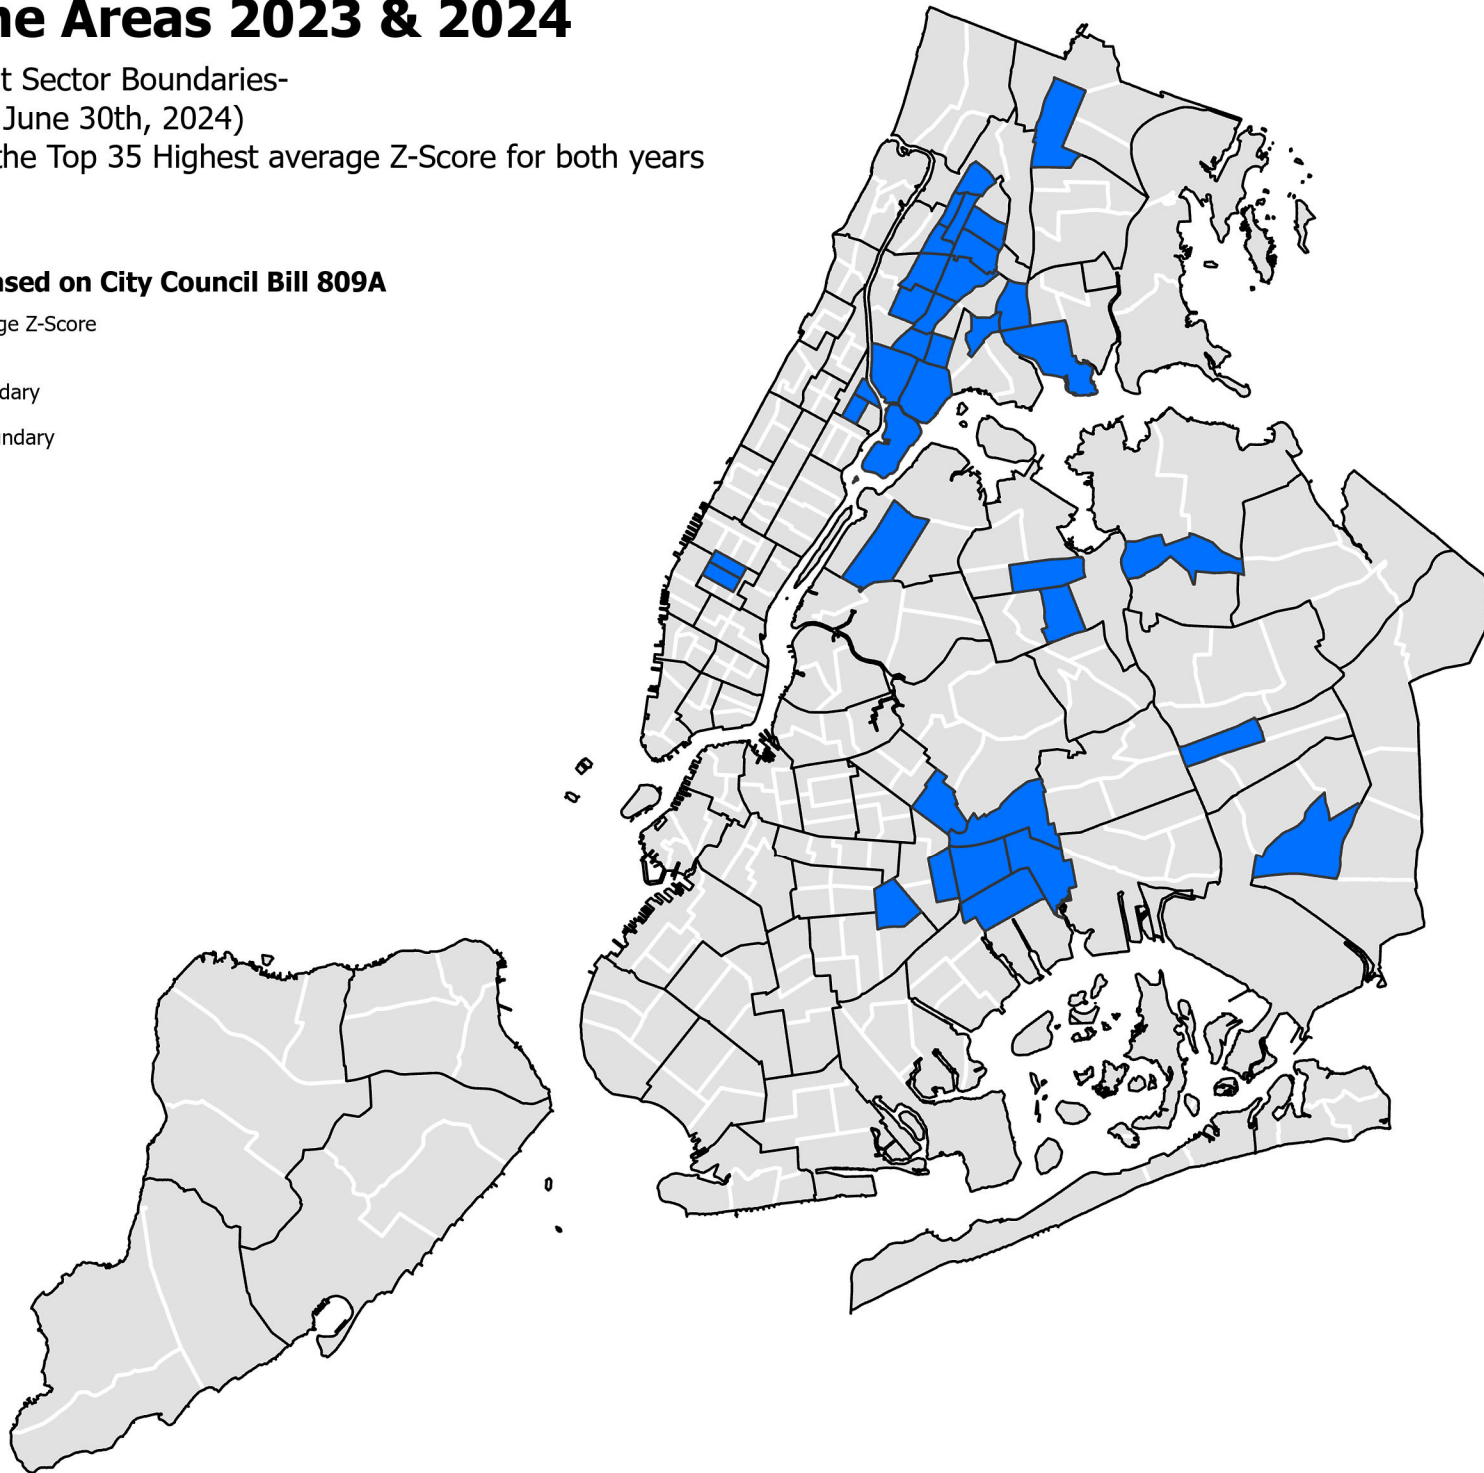 ne Areas 2023 & 2024
t Sector Boundaries-
June 30th, 2024)
the Top 35 Highest average Z-Score for both years
sed on City Council Bill 809A
ge Z-Score
dary
ndary